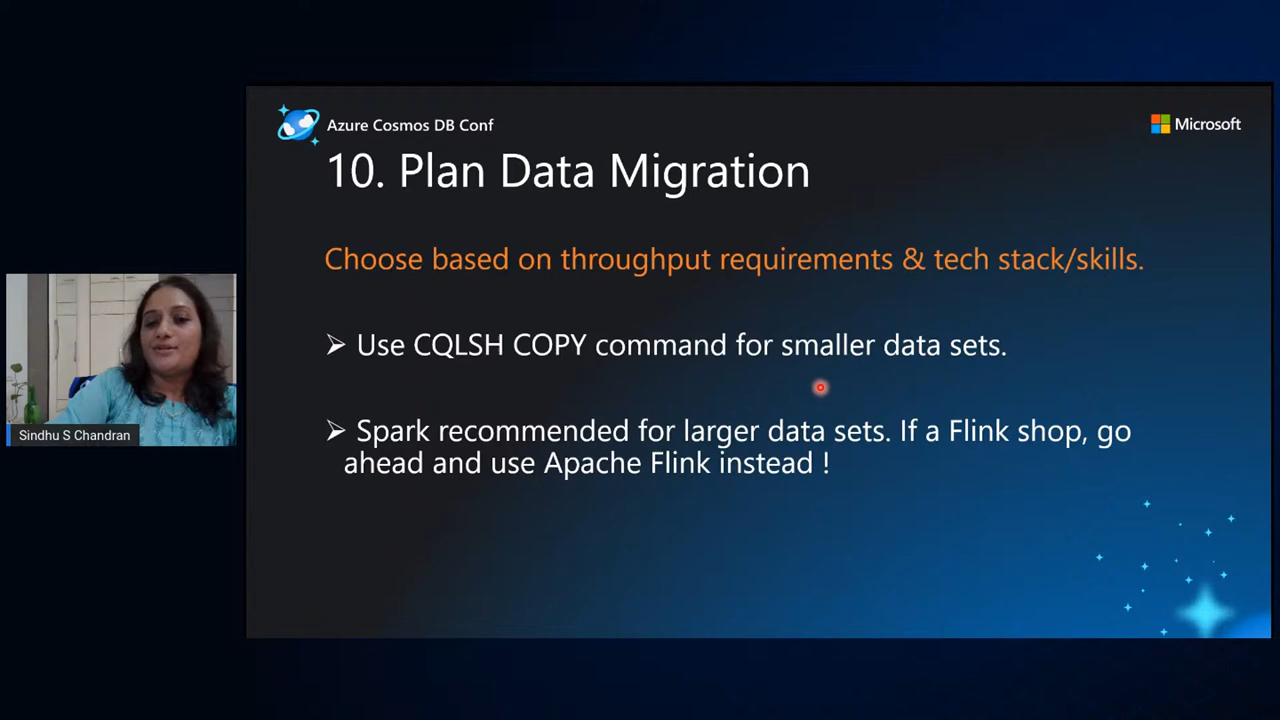 Azure Cosmos DB Conf
Microsoft
10. Plan Data Migration
Choose based on throughput requirements & tech stack/skills.
➢ Use CQLSH COPY command for smaller data sets.
➢ Spark recommended for larger data sets. If a Flink shop, go
ahead and use Apache Flink instead !
Sindhu S Chandran